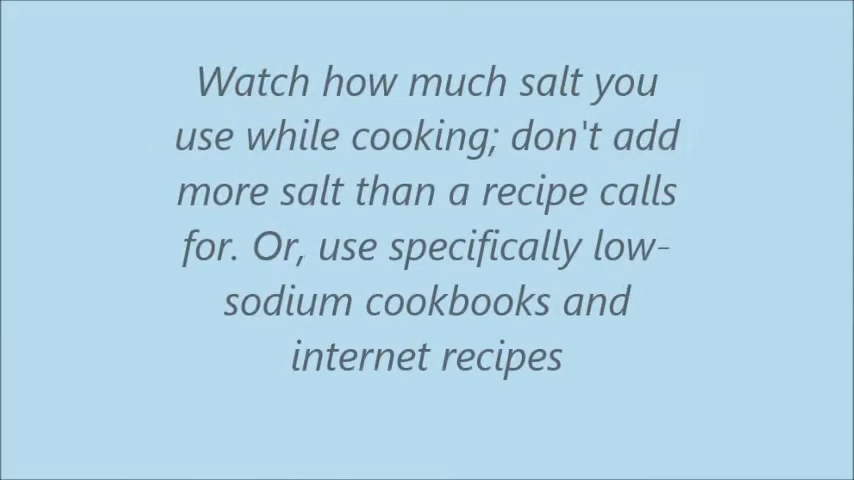 Watch how much salt you
use while cooking; don't add
more salt than a recipe calls
for. Or, use specifically low-
sodium cookbooks and
internet recipes